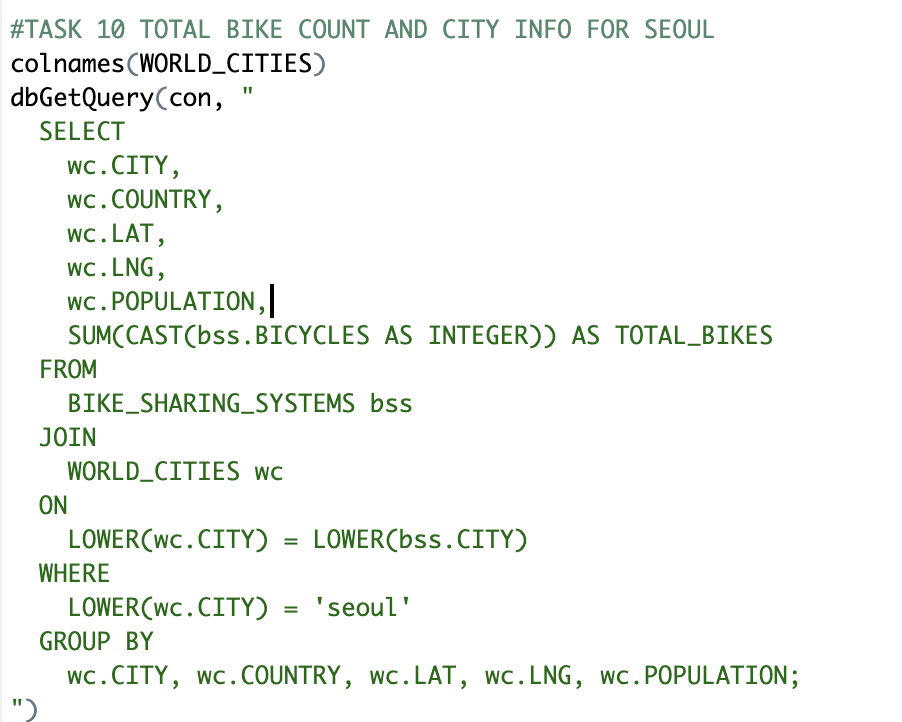 #TASK 10 TOTAL BIKE COUNT AND CITY INFO FOR SEOUL
colnames(WORLD_CITIES)
dbGetQuery(con, "
  SELECT
    wc.CITY,
    wc.COUNTRY,
    wc.LAT,
    wc.LNG,
    wc.POPULATION,
    SUM(CAST(bss.BICYCLES AS INTEGER)) AS TOTAL_BIKES
  FROM
    BIKE_SHARING_SYSTEMS bss
  JOIN
    WORLD_CITIES wc
  ON
    LOWER(wc.CITY) = LOWER(bss.CITY)
  WHERE
    LOWER(wc.CITY) = 'seoul'
  GROUP BY
    wc.CITY, wc.COUNTRY, wc.LAT, wc.LNG, wc.POPULATION;
")